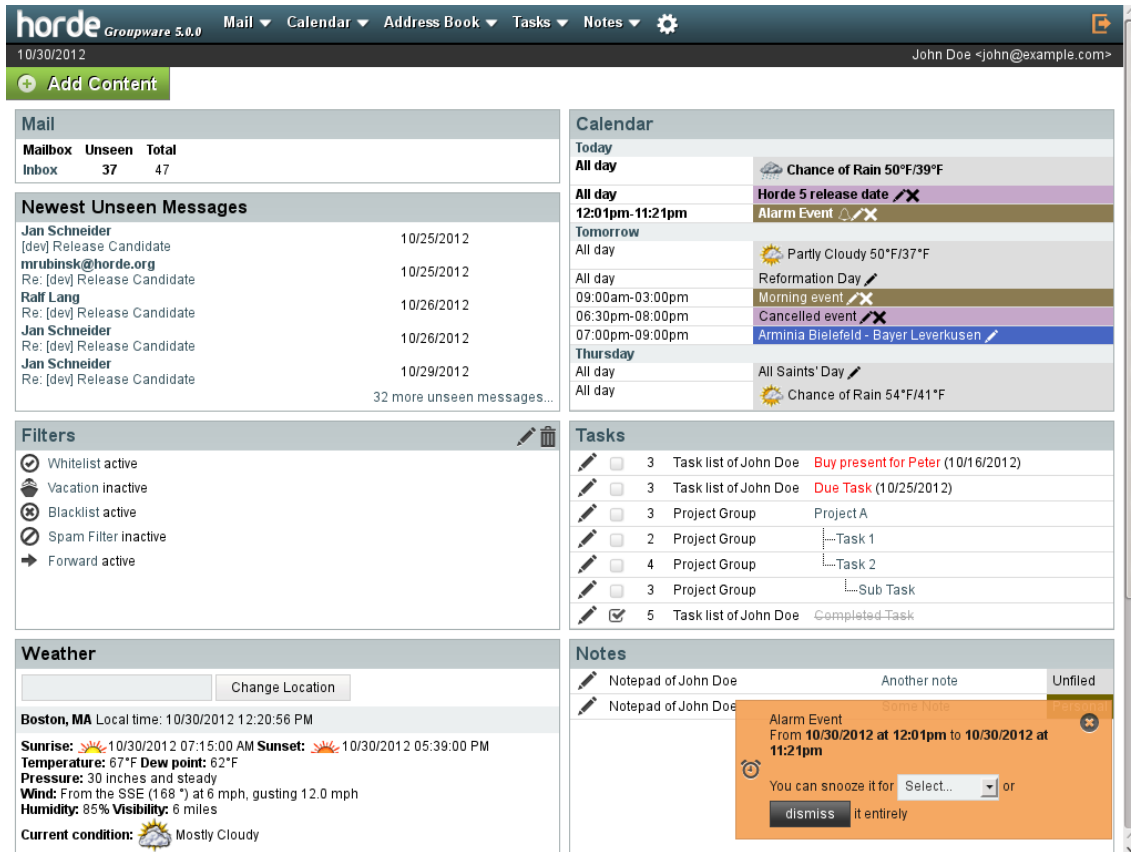 horde Groupware 5.0.0 Mail Calendar Address Book Tasks Notes
10/30/2012 John Doe <john@example.com>
Add Content
Mail
Mailbox Unseen Total
Inbox 37 47
Newest Unseen Messages
Jan Schneider
[dev] Release Candidate 10/25/2012
mrubinsk@horde.org
Re: [dev] Release Candidate 10/25/2012
Ralf Lang
Re: [dev] Release Candidate 10/26/2012
Jan Schneider
Re: [dev] Release Candidate 10/26/2012
Jan Schneider
Re: [dev] Release Candidate 10/29/2012
32 more unseen messages...
Filters
Whitelist active
Vacation inactive
Blacklist active
Spam Filter inactive
Forward active
Weather
Change Location
Boston, MA Local time: 10/30/2012 12:20:56 PM
Sunrise: 10/30/2012 07:15:00 AM Sunset: 10/30/2012 05:39:00 PM
Temperature: 67°F Dew point: 62°F
Pressure: 30 inches and steady
Wind: From the SSE (168 °) at 6 mph, gusting 12.0 mph
Humidity: 85% Visibility: 6 miles
Current condition: Mostly Cloudy
Calendar
Today
All day Chance of Rain 50°F/39°F
All day Horde 5 release date
12:01pm-11:21pm Alarm Event
Tomorrow
All day Partly Cloudy 50°F/37°F
All day Reformation Day
09:00am-03:00pm Morning event
06:30pm-08:00pm Cancelled event
07:00pm-09:00pm Arminia Bielefeld - Bayer Leverkusen
Thursday
All day All Saints' Day
All day Chance of Rain 54°F/41°F
Tasks
3 Task list of John Doe Buy present for Peter (10/16/2012)
3 Task list of John Doe Due Task (10/25/2012)
3 Project Group Project A
2 Project Group Task 1
4 Project Group Task 2
3 Project Group Sub Task
5 Task list of John Doe Completed Task
Notes
Notepad of John Doe Another note Unfiled
Notepad of John Doe Some Note Personal
Alarm Event
From 10/30/2012 at 12:01pm to 10/30/2012 at
11:21pm
You can snooze it for Select... or
dismiss it entirely